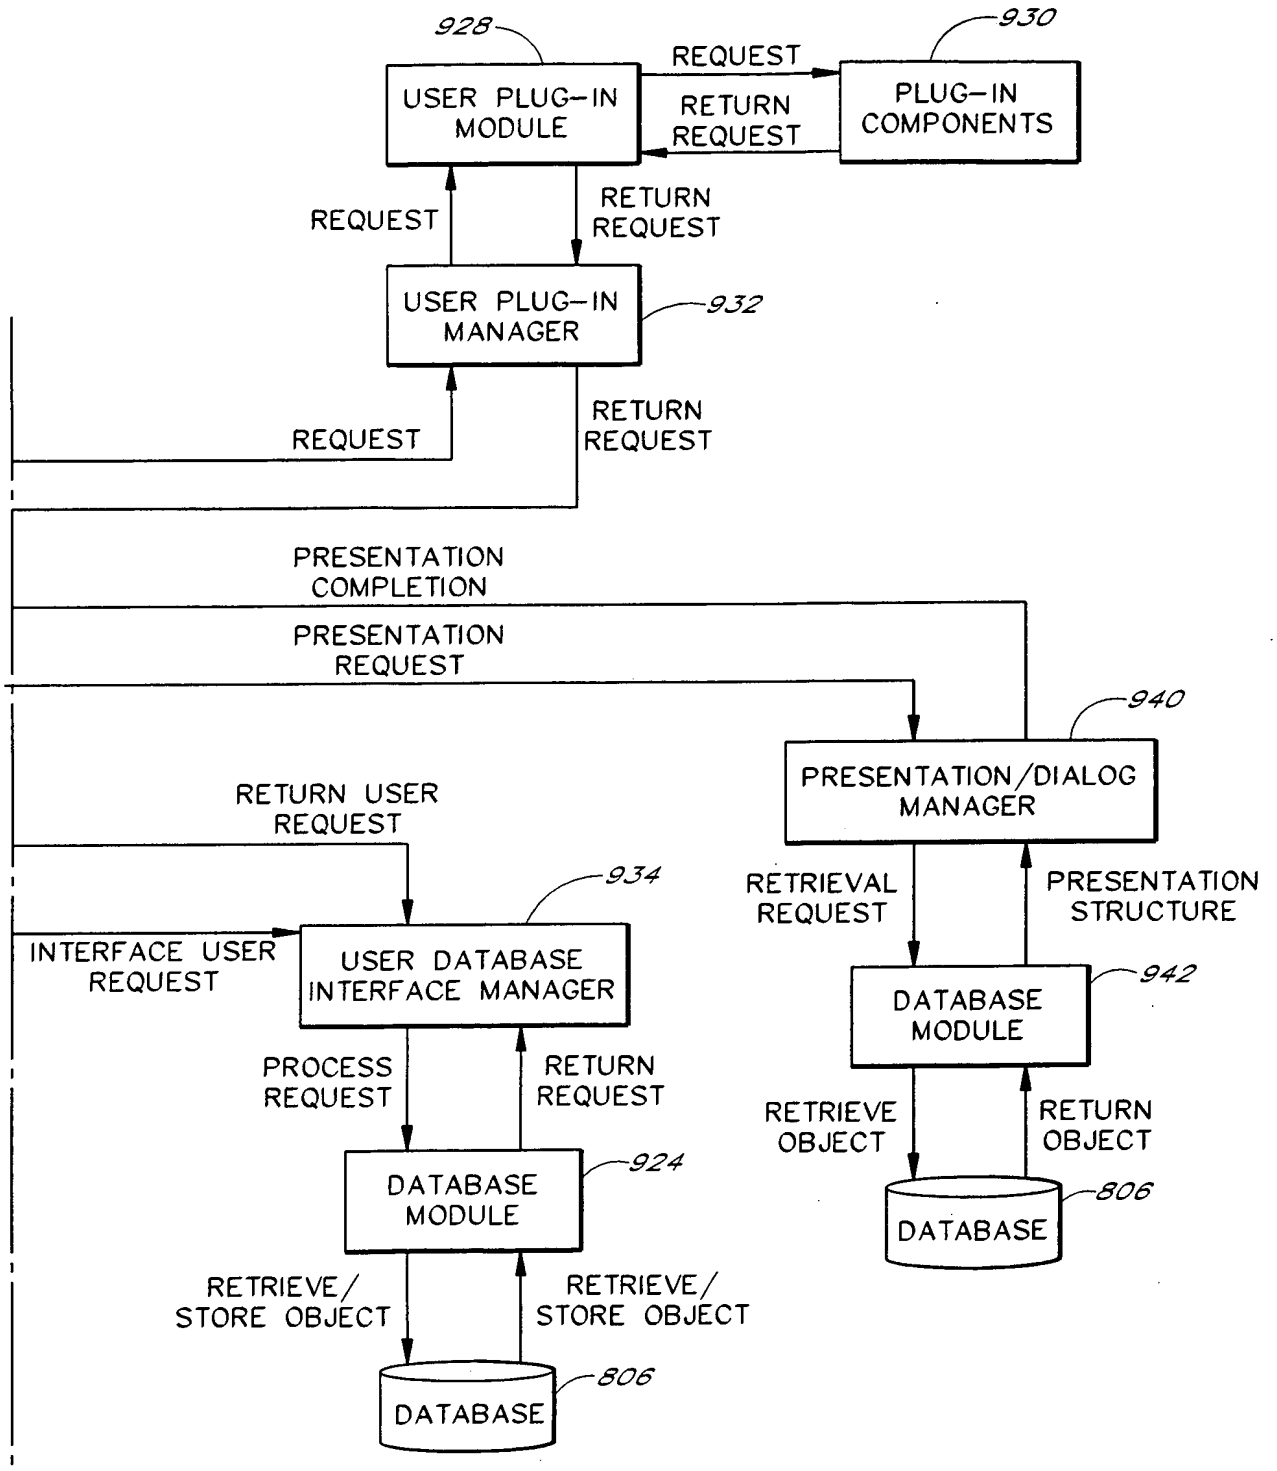 928
930
REQUEST
USER PLUG-IN
MODULE
RETURN
REQUEST
PLUG-IN
COMPONENTS
REQUEST
RETURN
REQUEST
USER PLUG-IN
MANAGER
932
REQUEST
RETURN
REQUEST
PRESENTATION
COMPLETION
PRESENTATION
REQUEST
940
PRESENTATION/DIALOG
MANAGER
RETURN USER
REQUEST
934
RETRIEVAL
REQUEST
PRESENTATION
STRUCTURE
INTERFACE USER
REQUEST
USER DATABASE
INTERFACE MANAGER
942
DATABASE
MODULE
PROCESS
REQUEST
RETURN
REQUEST
RETRIEVE
OBJECT
RETURN
OBJECT
924
DATABASE
MODULE
806
DATABASE
RETRIEVE/
STORE OBJECT
RETRIEVE/
STORE OBJECT
806
DATABASE